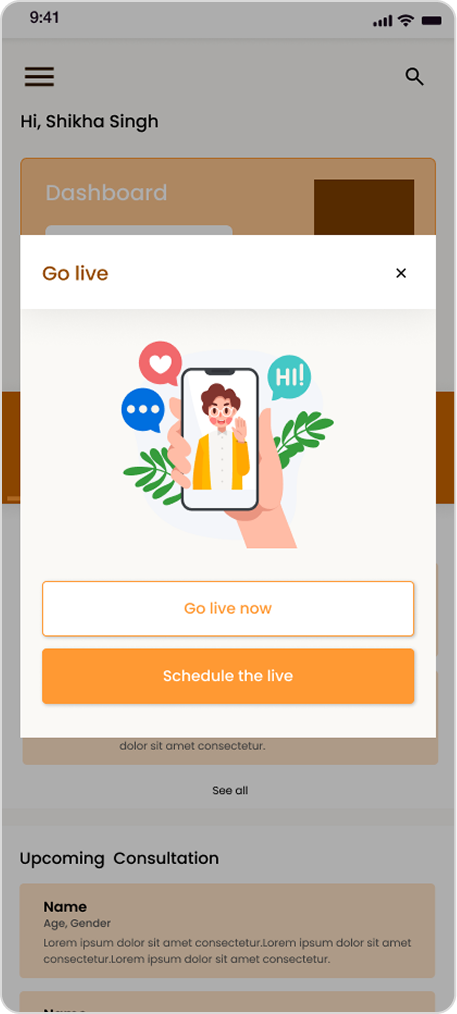 9:41
Hi, Shikha Singh
Dashboard
Go live
HI!
Go live now
Schedule the live
dolor sit amet consectetur.
See all
Upcoming Consultation
Name
Age, Gender
Lorem ipsum dolor sit amet consectetur.Lorem ipsum dolor sit amet
consectetur.Lorem ipsum dolor sit amet consectetur.